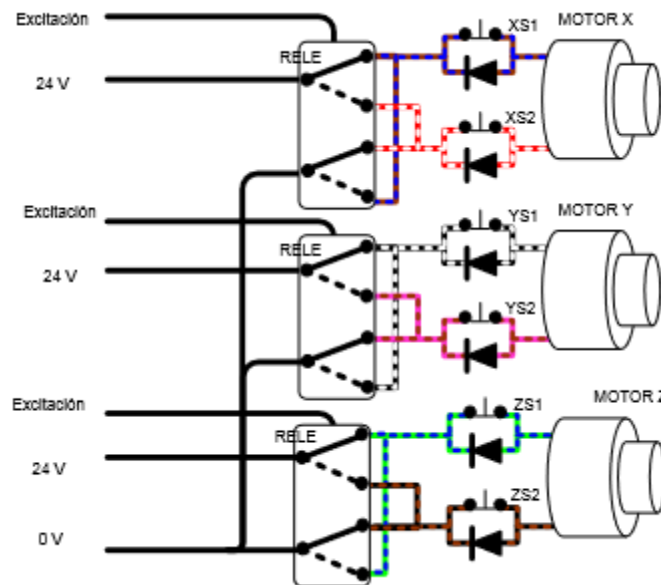 Excitación
XS1
MOTOR X
RELE
24 V
XS2
Excitación
YS1
MOTOR Y
RELE
24 V
YS2
Excitación
ZS1
MOTOR Z
RELE
24 V
ZS2
0 V